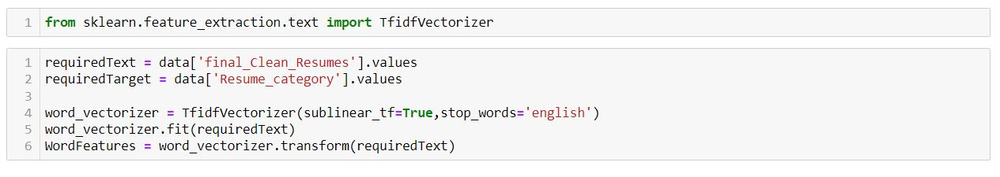 1 from sklearn.feature_extraction.text import TfidfVectorizer
1 requiredText = data['final_Clean_Resumes'].values
2 requiredTarget = data['Resume_category'].values
3
4 word_vectorizer = TfidfVectorizer(sublinear_tf=True,stop_words='english')
5 word_vectorizer.fit(requiredText)
6 WordFeatures = word_vectorizer.transform(requiredText)